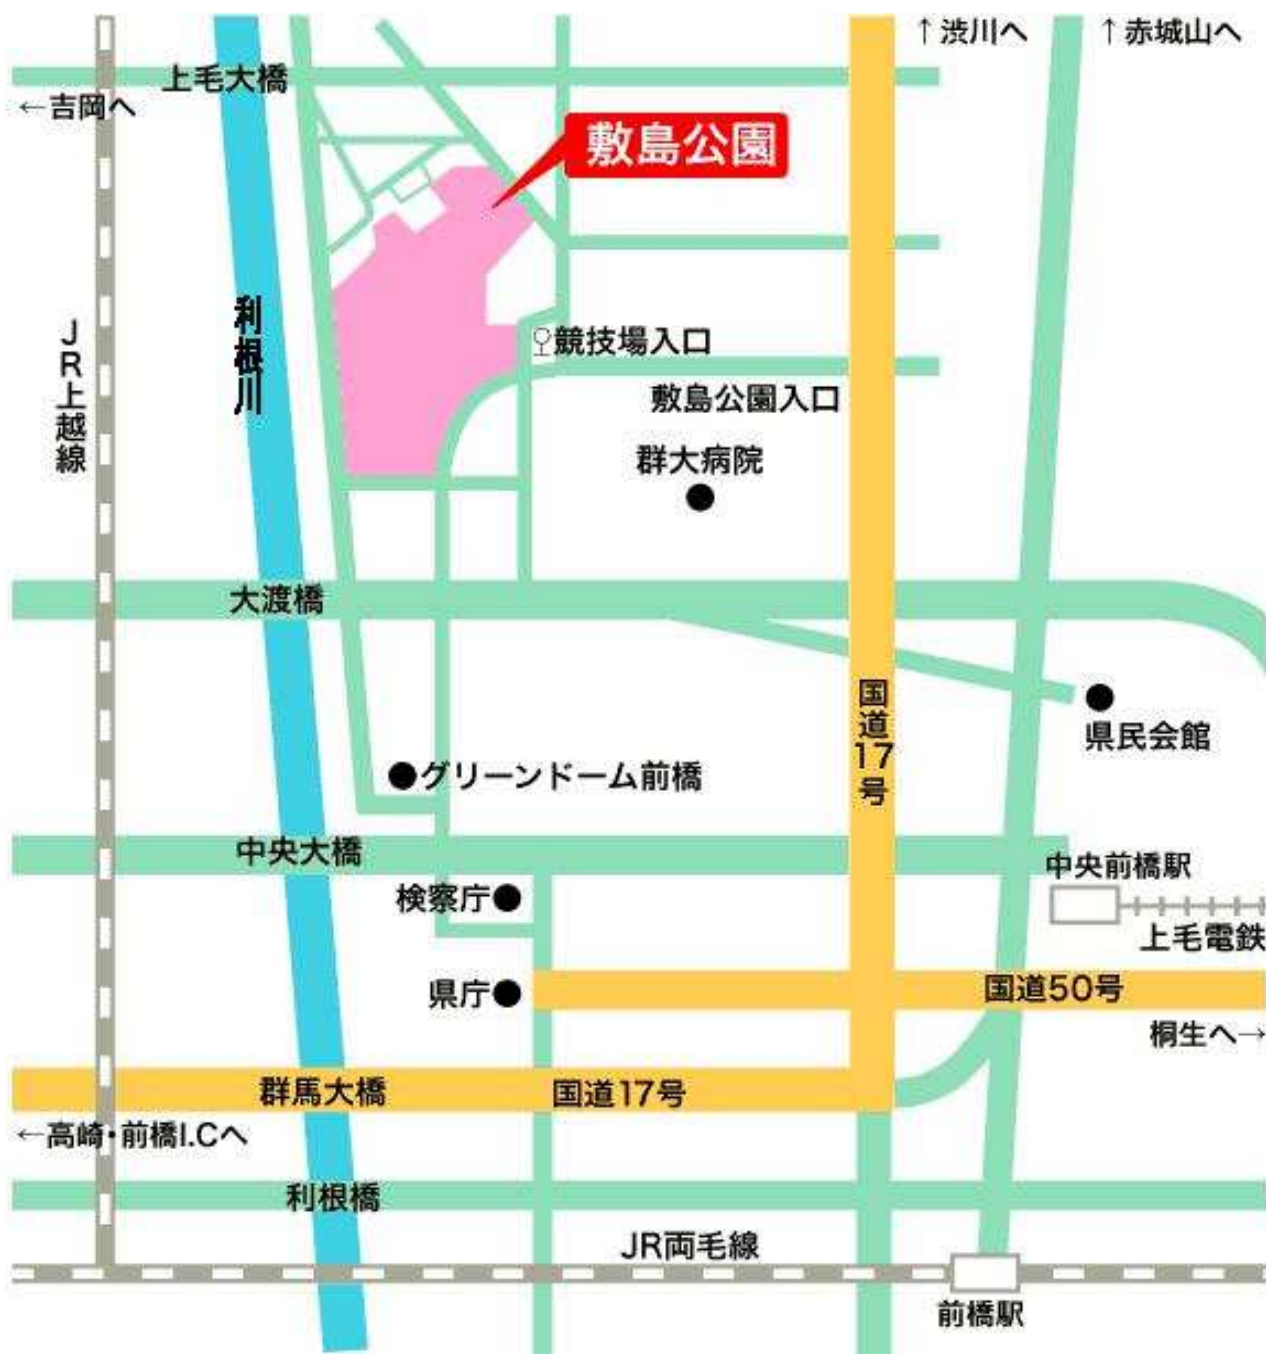 ↑渋川へ
↑赤城山へ
上毛大橋
←吉岡へ
敷島公園
利根川
JR上越線
競技場入口
敷島公園入口
群大病院
大渡橋
国道17号
県民会館
グリーンドーム前橋
中央大橋
中央前橋駅
検察庁
上毛電鉄
県庁
国道50号
桐生へ→
群馬大橋
国道17号
←高崎・前橋I.Cへ
利根橋
JR両毛線
前橋駅